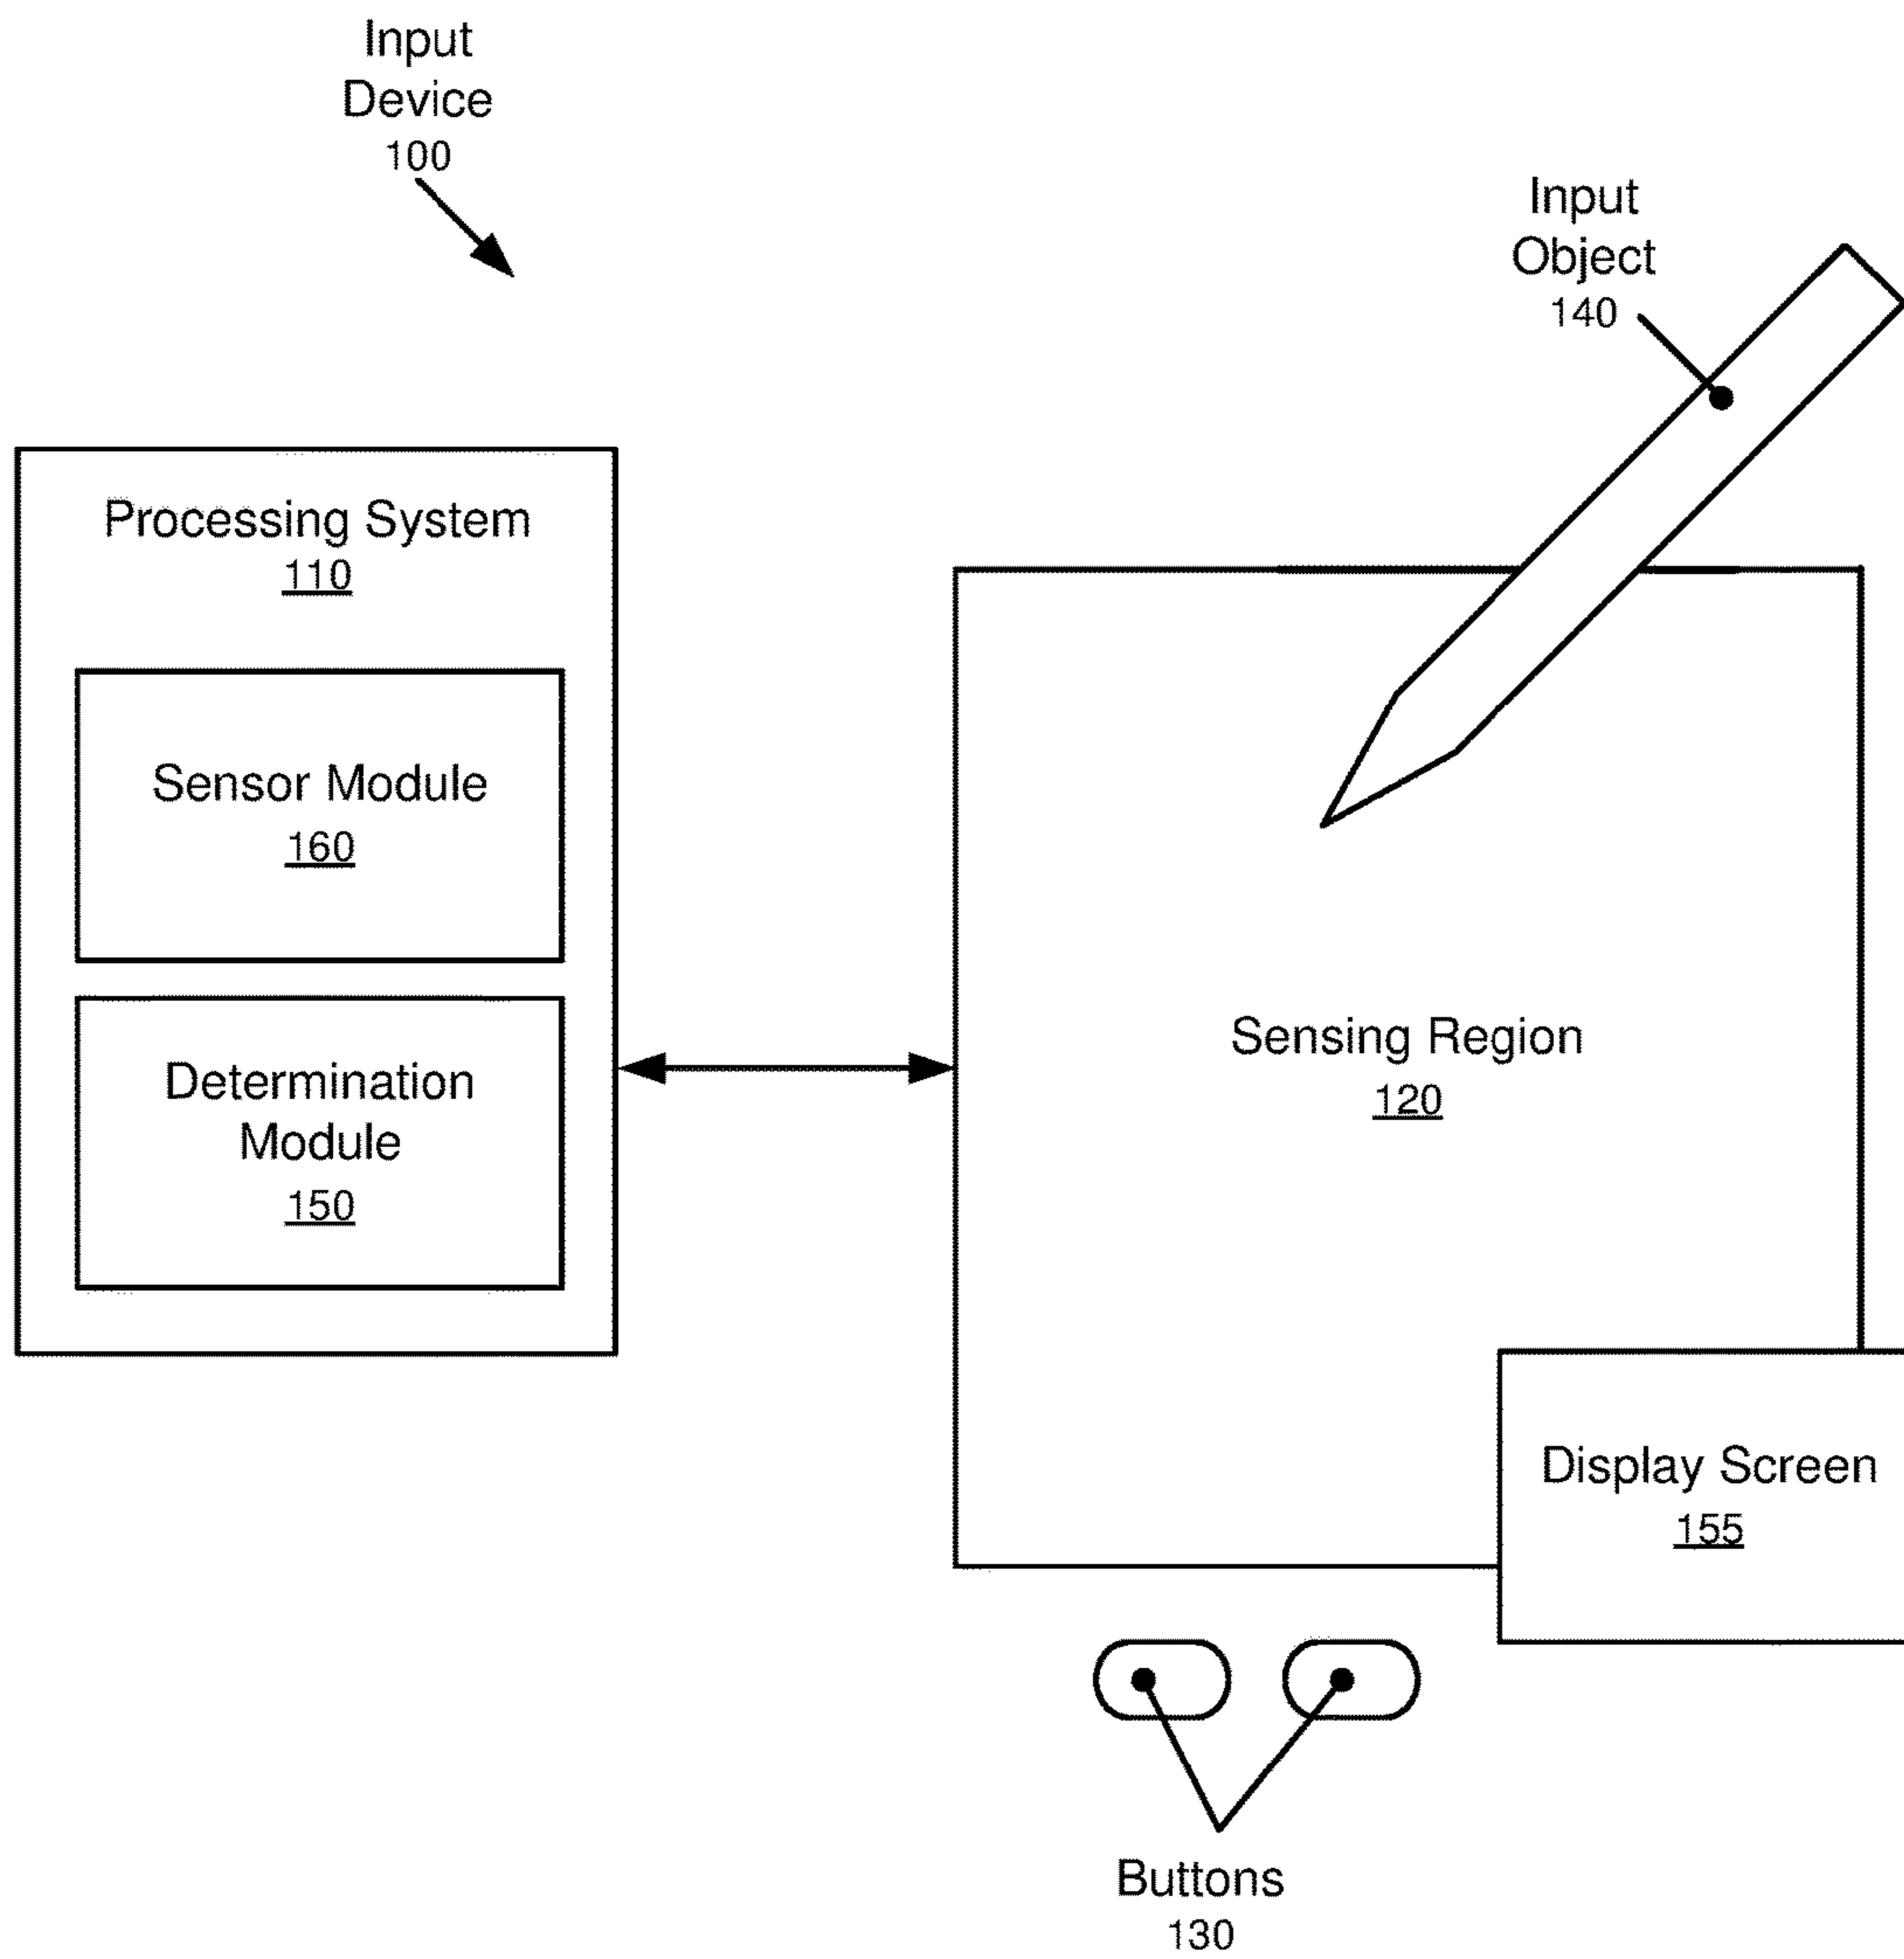 Input
Device
100
Input
Object
140
Processing System
110
Sensor Module
160
Determination
Module
150
Sensing Region
120
Display Screen
155
Buttons
130